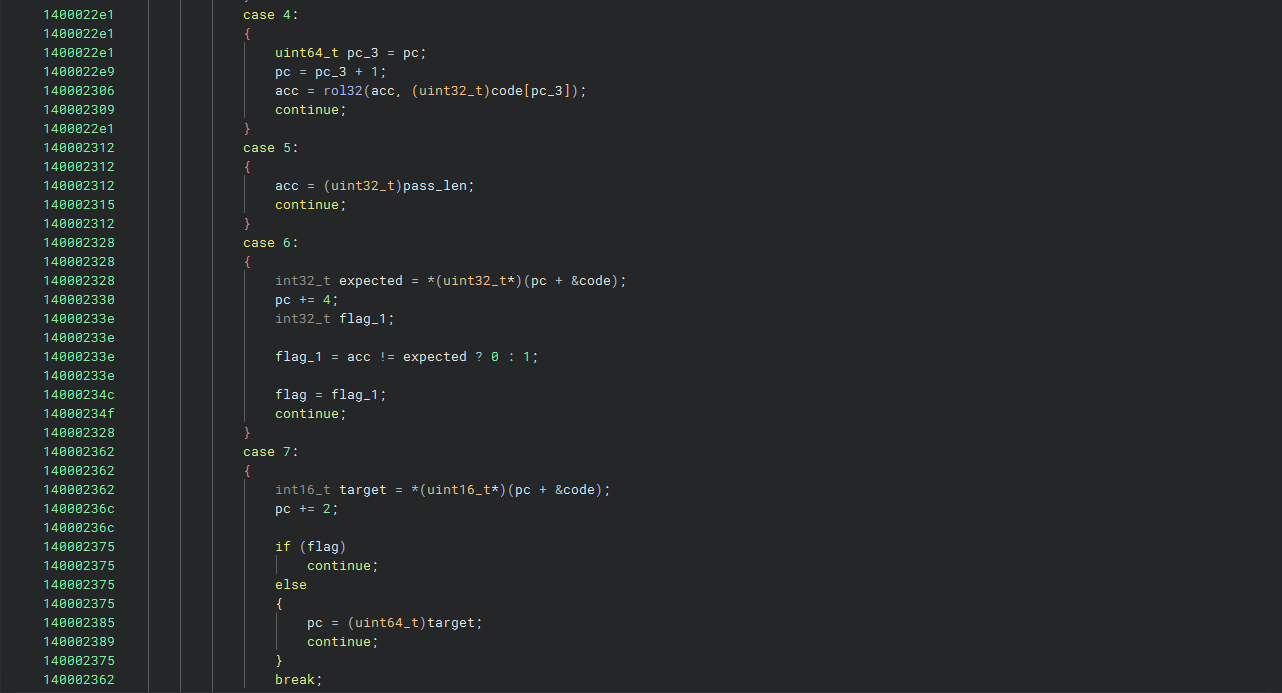 1400022e1 case 4:
1400022e1 {
1400022e1 uint64_t pc_3 = pc;
1400022e9 pc = pc_3 + 1;
140002306 acc = rol32(acc, (uint32_t)code[pc_3]);
140002309 continue;
1400022e1 }
140002312 case 5:
140002312 {
140002312 acc = (uint32_t)pass_len;
140002315 continue;
140002312 }
140002328 case 6:
140002328 {
140002328 int32_t expected = *(uint32_t*)(pc + &code);
140002330 pc += 4;
14000233e int32_t flag_1;
14000233e
14000233e flag_1 = acc != expected ? 0 : 1;
14000233e
14000234c flag = flag_1;
14000234f continue;
140002328 }
140002362 case 7:
140002362 {
140002362 int16_t target = *(uint16_t*)(pc + &code);
14000236c pc += 2;
14000236c
140002375 if (flag)
140002375 continue;
140002375 else
140002375 {
140002385 pc = (uint64_t)target;
140002389 continue;
140002375 }
140002362 break;